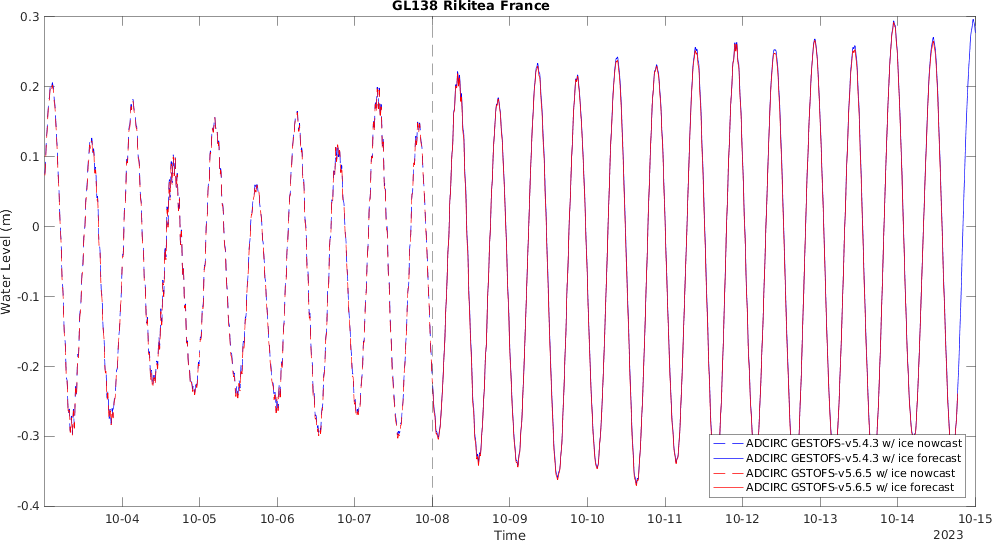 GL138 Rikitea France
0.3
0.2
0.1
0
-0.1
-0.2
-0.3
-0.4
Water Level (m)
ADCIRC GESTOFS-v5.4.3 w/ ice nowcast
ADCIRC GESTOFS-v5.4.3 w/ ice forecast
ADCIRC GSTOFS-v5.6.5 w/ ice nowcast
ADCIRC GSTOFS-v5.6.5 w/ ice forecast
10-04 10-05 10-06 10-07 10-08 10-09 10-10 10-11 10-12 10-13 10-14 10-15
Time
2023